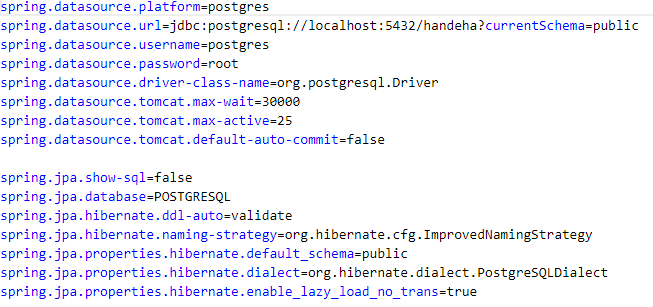 spring.datasource.platform=postgres
spring.datasource.url=jdbc:postgresql://localhost:5432/handeha?currentSchema=public
spring.datasource.username=postgres
spring.datasource.password=root
spring.datasource.driver-class-name=org.postgresql.Driver
spring.datasource.tomcat.max-wait=30000
spring.datasource.tomcat.max-active=25
spring.datasource.tomcat.default-auto-commit=false
spring.jpa.show-sql=false
spring.jpa.database=POSTGRESQL
spring.jpa.hibernate.ddl-auto=validate
spring.jpa.hibernate.naming-strategy=org.hibernate.cfg.ImprovedNamingStrategy
spring.jpa.properties.hibernate.default_schema=public
spring.jpa.properties.hibernate.dialect=org.hibernate.dialect.PostgreSQLDialect
spring.jpa.properties.hibernate.enable_lazy_load_no_trans=true